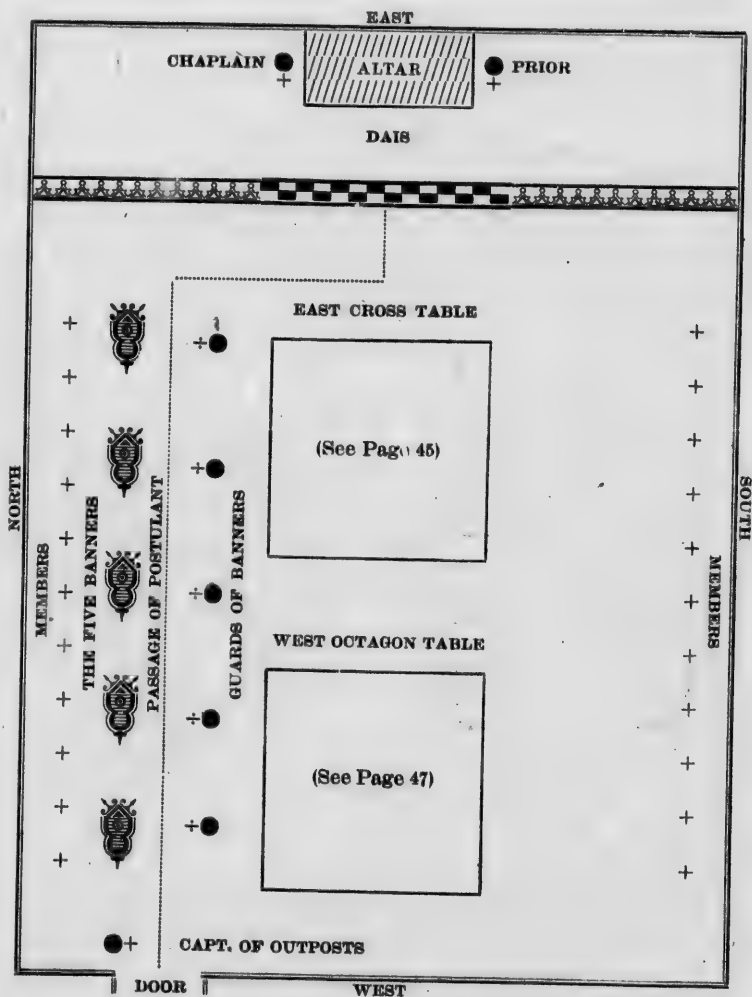 EAST
CHAPLAIN
ALTAR
PRIOR
DAIS
EAST CROSS TABLE
(See Page 45)
NORTH
MEMBERS
THE FIVE BANNERS
PASSAGE OF POSTULANT
GUARDS OF BANNERS
MEMBERS
SOUTH
WEST OCTAGON TABLE
(See Page 47)
CAPT. OF OUTPOSTS
DOOR
WEST